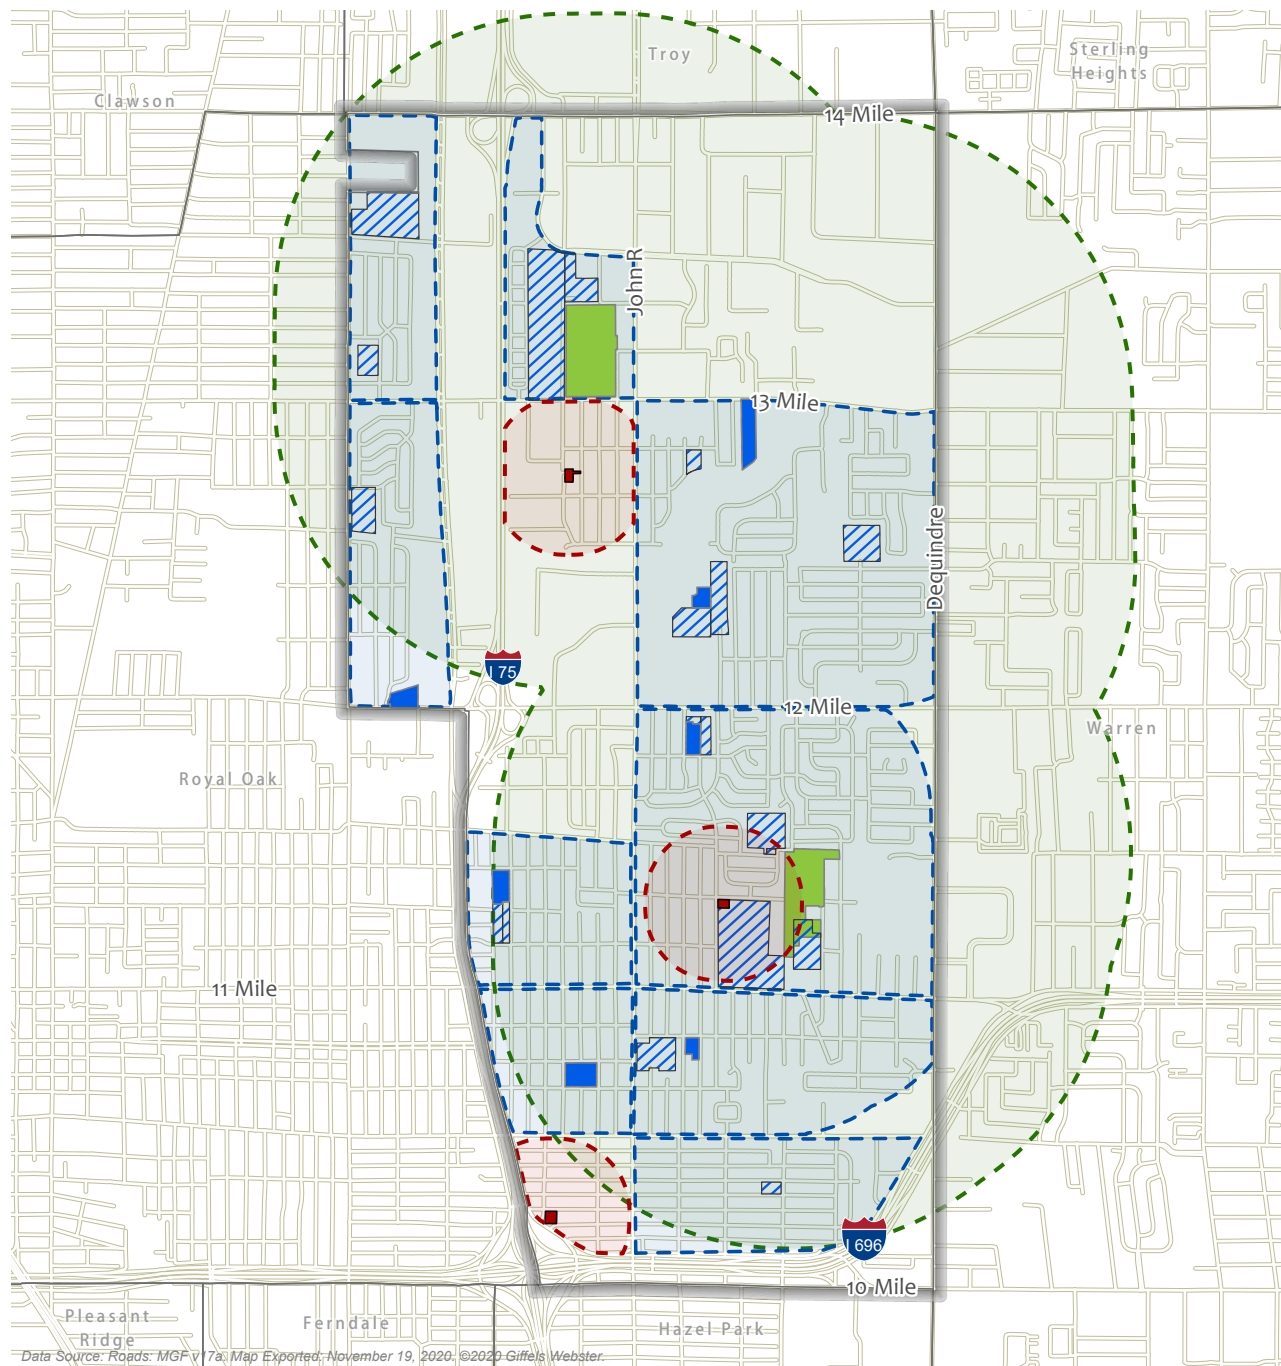 Troy
Sterling
Heights
Clawson
14 Mile
John R
13 Mile
Dequindre
I 75
12 Mile
Warren
Royal Oak
11 Mile
I 696
10 Mile
Pleasant
Ridge
Ferndale
Hazel Park
Data Source: Roads: MGF v17a. Map Exported: November 19, 2020. ©2020 Giffels Webster.